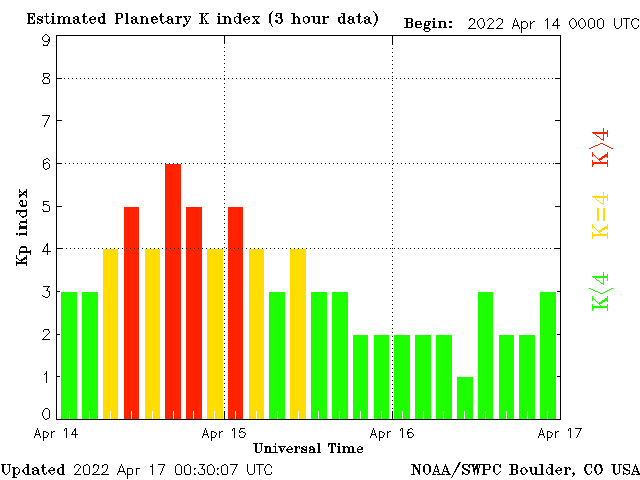 Estimated Planetary K index (3 hour data) Begin: 2022 Apr 14 0000 UTC
9
8
7
6
5
4
3
2
1
0
Kp index
K>4
K=4
K<4
Apr 14 Apr 15 Apr 16 Apr 17
Universal Time
Updated 2022 Apr 17 00:30:07 UTC NOAA/SWPC Boulder, CO USA